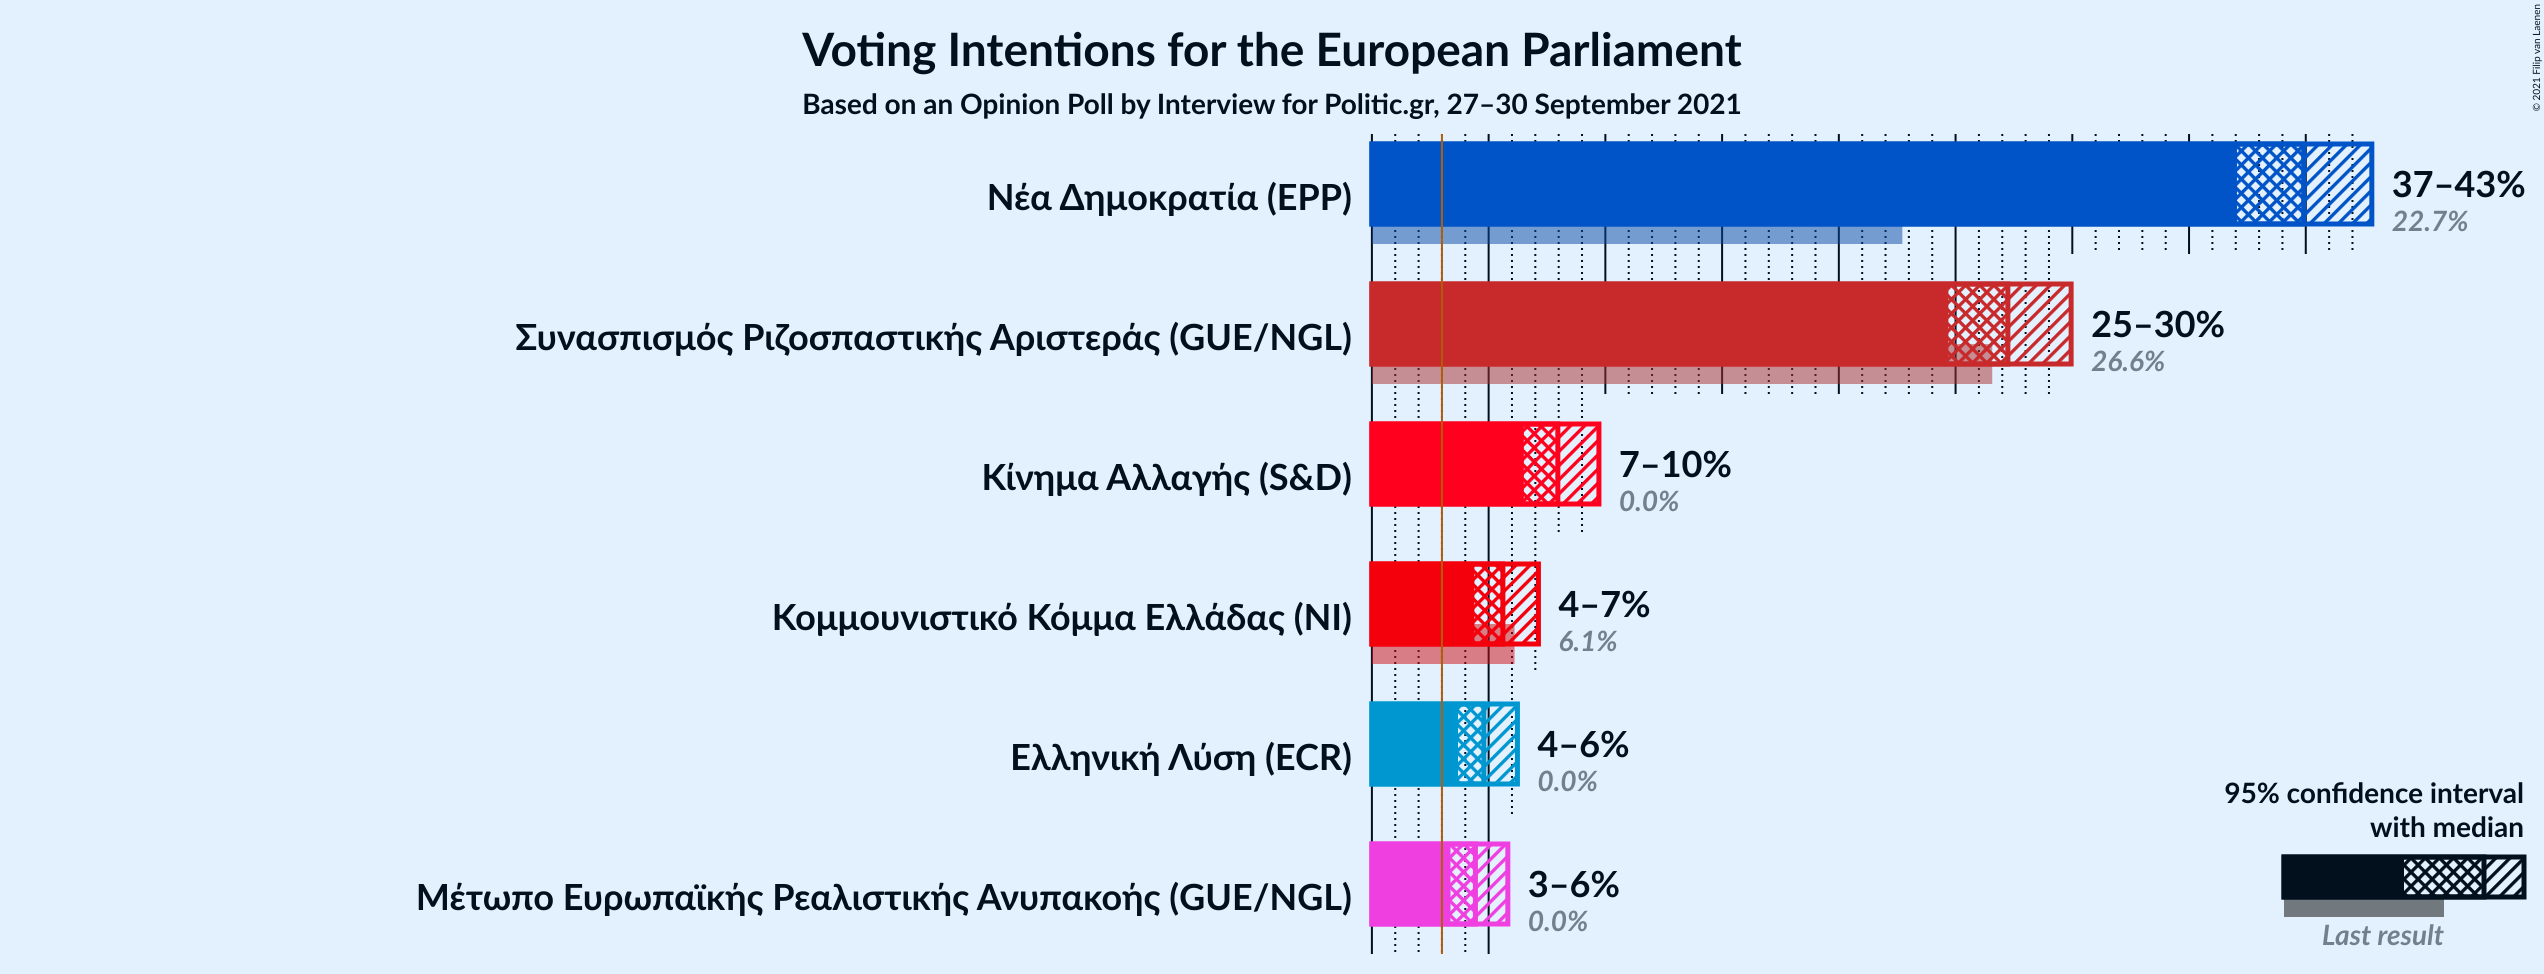 Voting Intentions for the European Parliament
Based on an Opinion Poll by Interview for Politic.gr, 27–30 September 2021
© 2021 Filip van Laenen
Νέα Δημοκρατία (EPP)
37–43%
22.7%
Συνασπισμός Ριζοσπαστικής Αριστεράς (GUE/NGL)
25–30%
26.6%
Κίνημα Αλλαγής (S&D)
7–10%
0.0%
Κομμουνιστικό Κόμμα Ελλάδας (NI)
4–7%
6.1%
Ελληνική Λύση (ECR)
4–6%
0.0%
Μέτωπο Ευρωπαϊκής Ρεαλιστικής Ανυπακοής (GUE/NGL)
3–6%
0.0%
95% confidence interval
with median
Last result